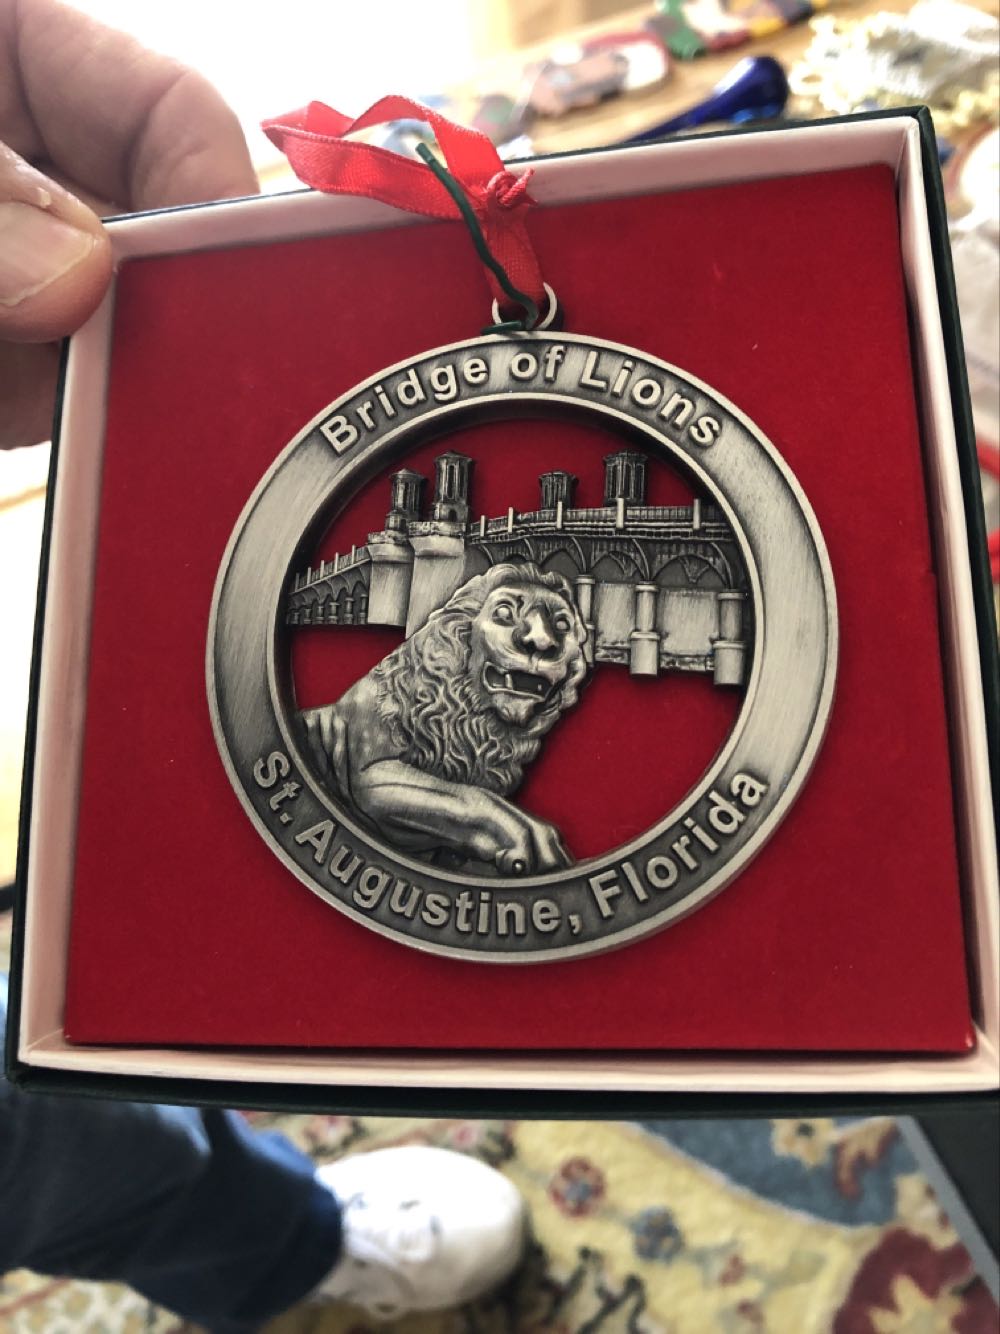 Bridge of Lions
St. Augustine, Florida